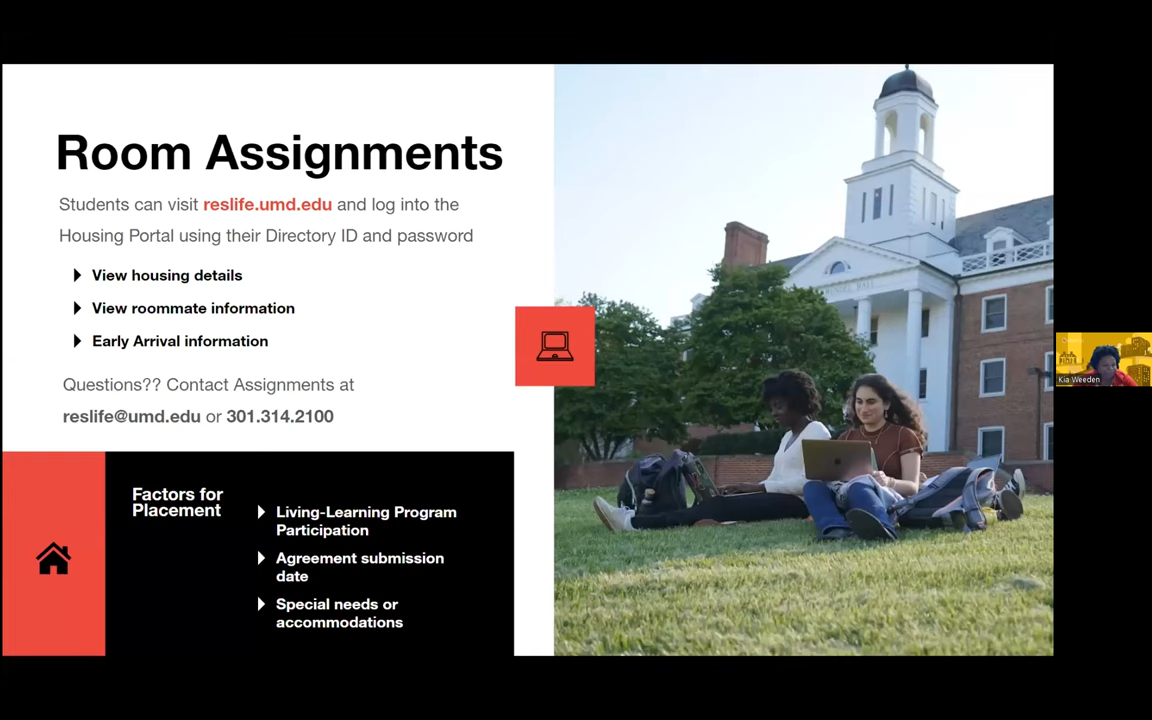 Room Assignments
Students can visit reslife.umd.edu and log into the
Housing Portal using their Directory ID and password
View housing details
View roommate information
Early Arrival information
Questions?? Contact Assignments at
reslife@umd.edu or 301.314.2100
Factors for
Placement
Living-Learning Program
Participation
Agreement submission
date
Special needs or
accommodations
Kia Weeden